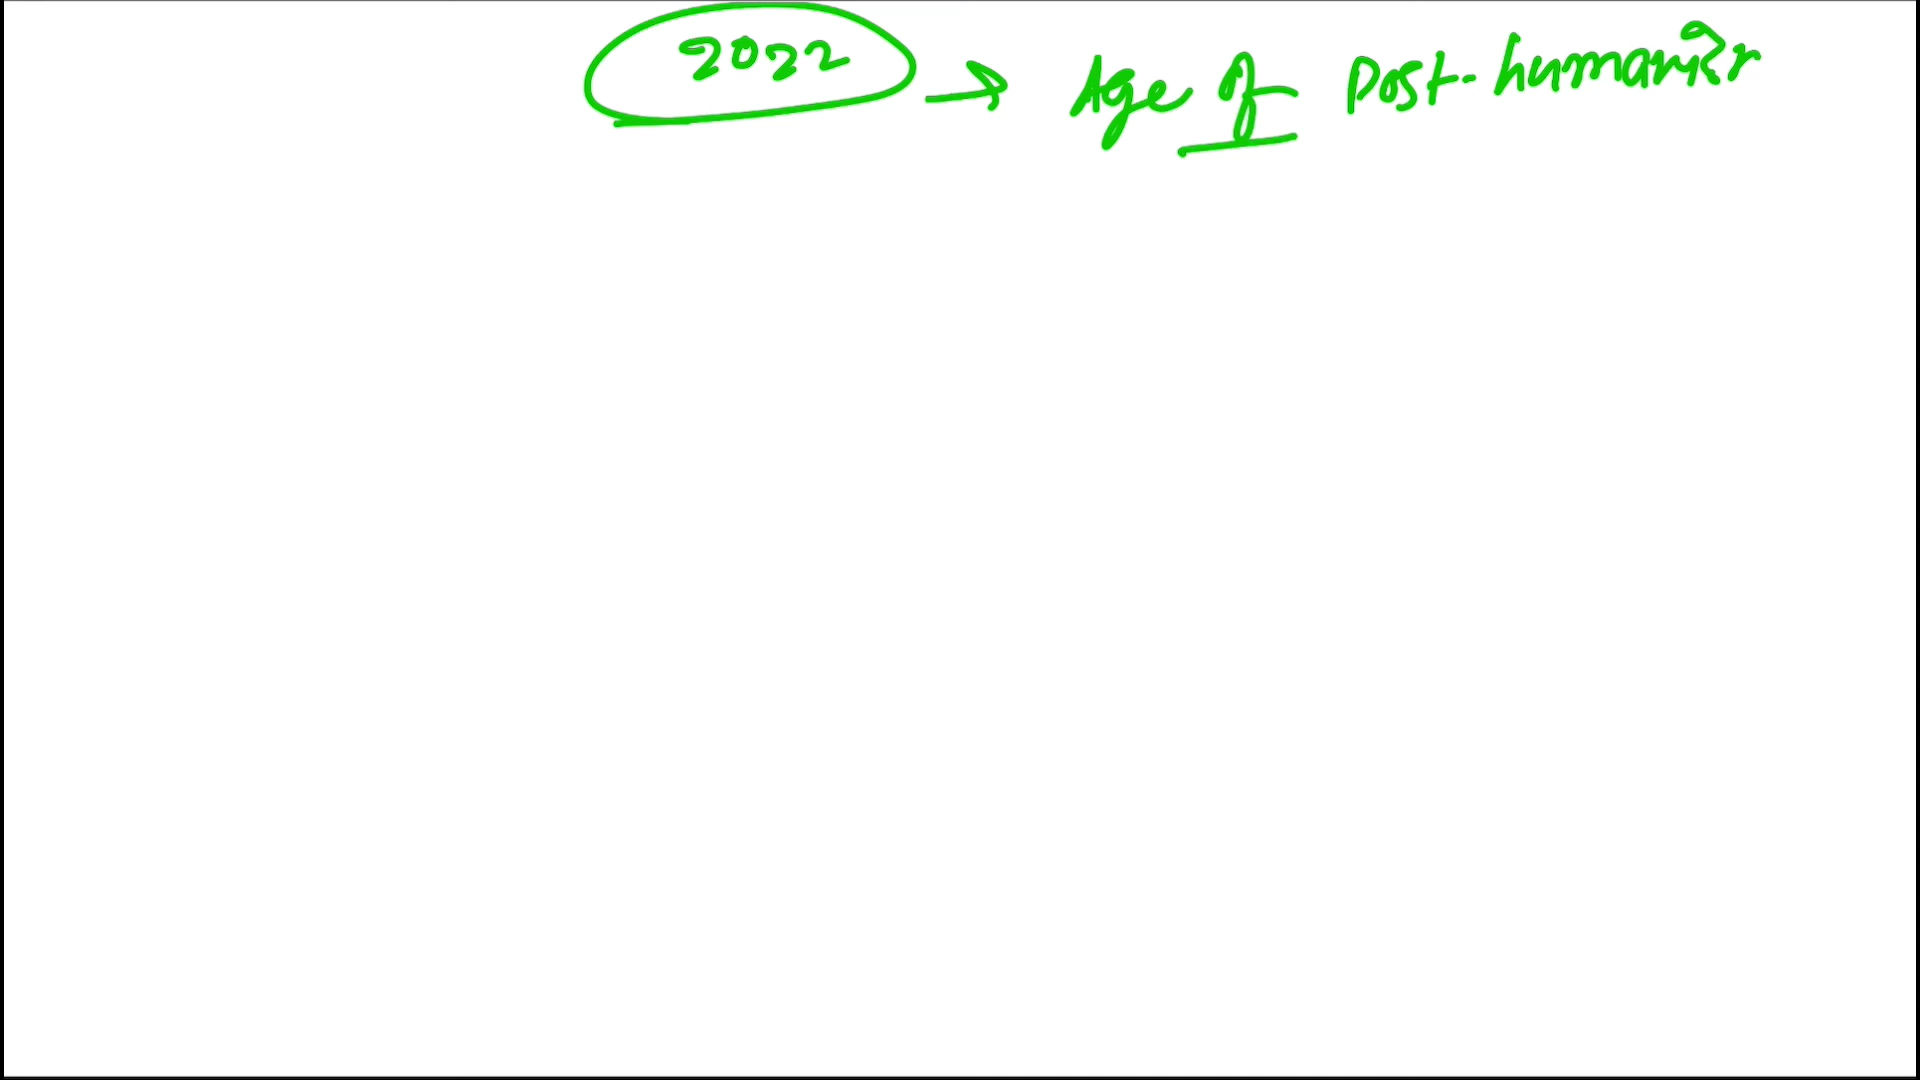 2022 → Age of Post-humanism